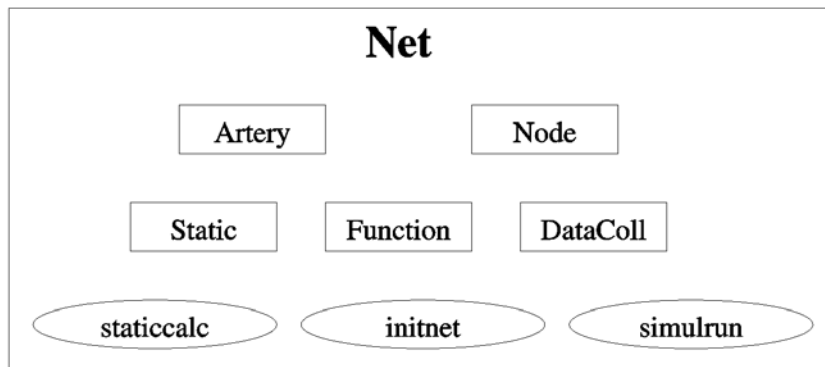 Net
Artery Node
Static Function DataColl
staticcalc initnet simulrun